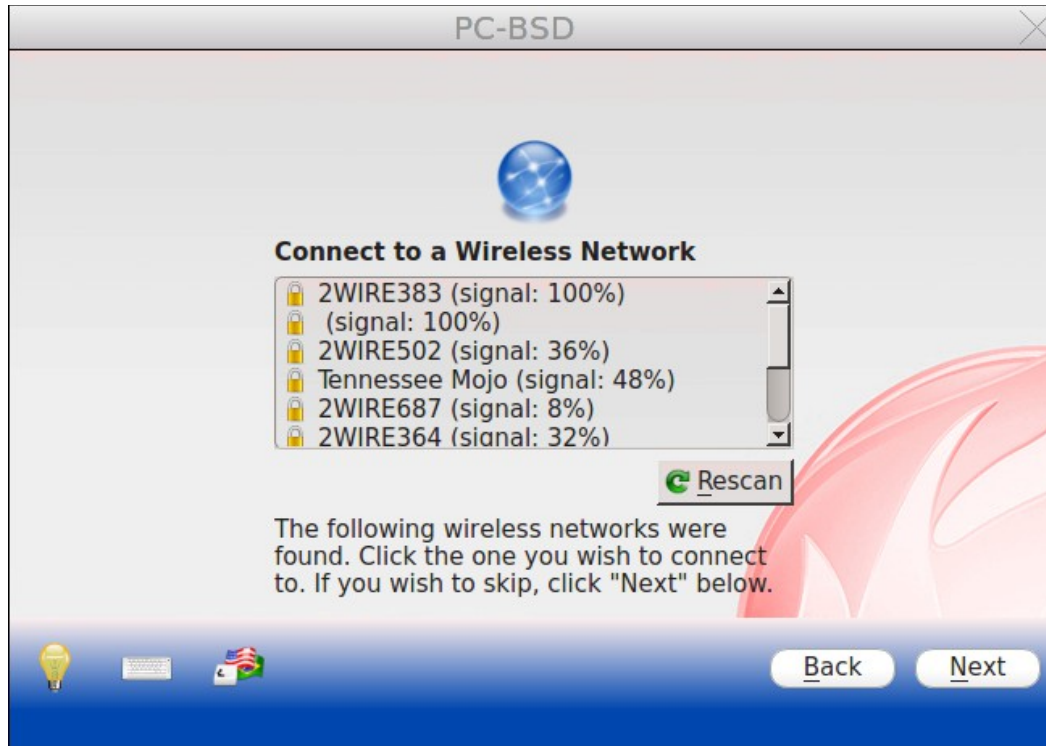 PC-BSD
Connect to a Wireless Network
2WIRE383 (signal: 100%)
(signal: 100%)
2WIRE502 (signal: 36%)
Tennessee Mojo (signal: 48%)
2WIRE687 (signal: 8%)
2WIRE364 (signal: 32%)
Rescan
The following wireless networks were
found. Click the one you wish to connect
to. If you wish to skip, click "Next" below.
Back
Next